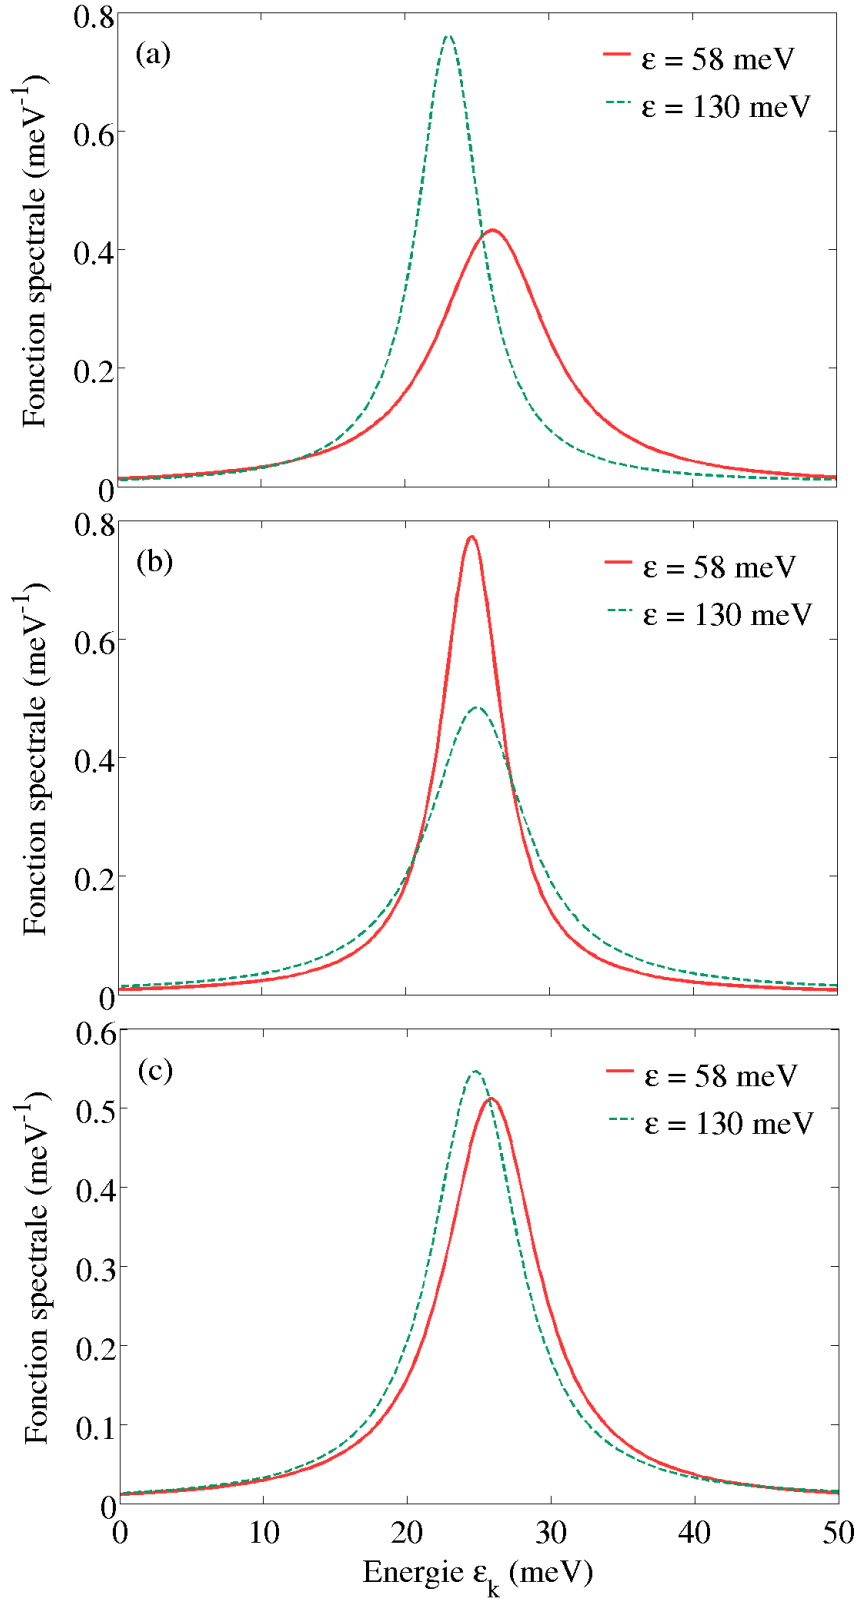 0.8
(a)
ε = 58 meV
ε = 130 meV
0.6
0.4
0.2
0
Fonction spectrale (meV⁻¹)
0.8
(b)
ε = 58 meV
ε = 130 meV
0.6
0.4
0.2
0
Fonction spectrale (meV⁻¹)
0.6
(c)
ε = 58 meV
ε = 130 meV
0.5
0.4
0.3
0.2
0.1
0
Fonction spectrale (meV⁻¹)
0 10 20 30 40 50
Energie εₖ (meV)